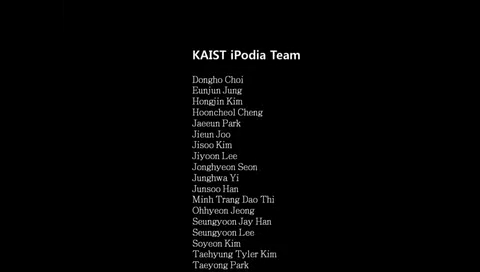 KAIST iPodia Team
Dongho Choi
Eunjun Jung
Hongjin Kim
Hooncheol Cheng
Jaeeun Park
Jieun Joo
Jisoo Kim
Jiyoon Lee
Jonghyeon Seon
Junghwa Yi
Junsoo Han
Minh Trang Dao Thi
Ohhyeon Jeong
Seungyoon Jay Han
Seungyoon Lee
Soyeon Kim
Taehyung Tyler Kim
Taeyong Park